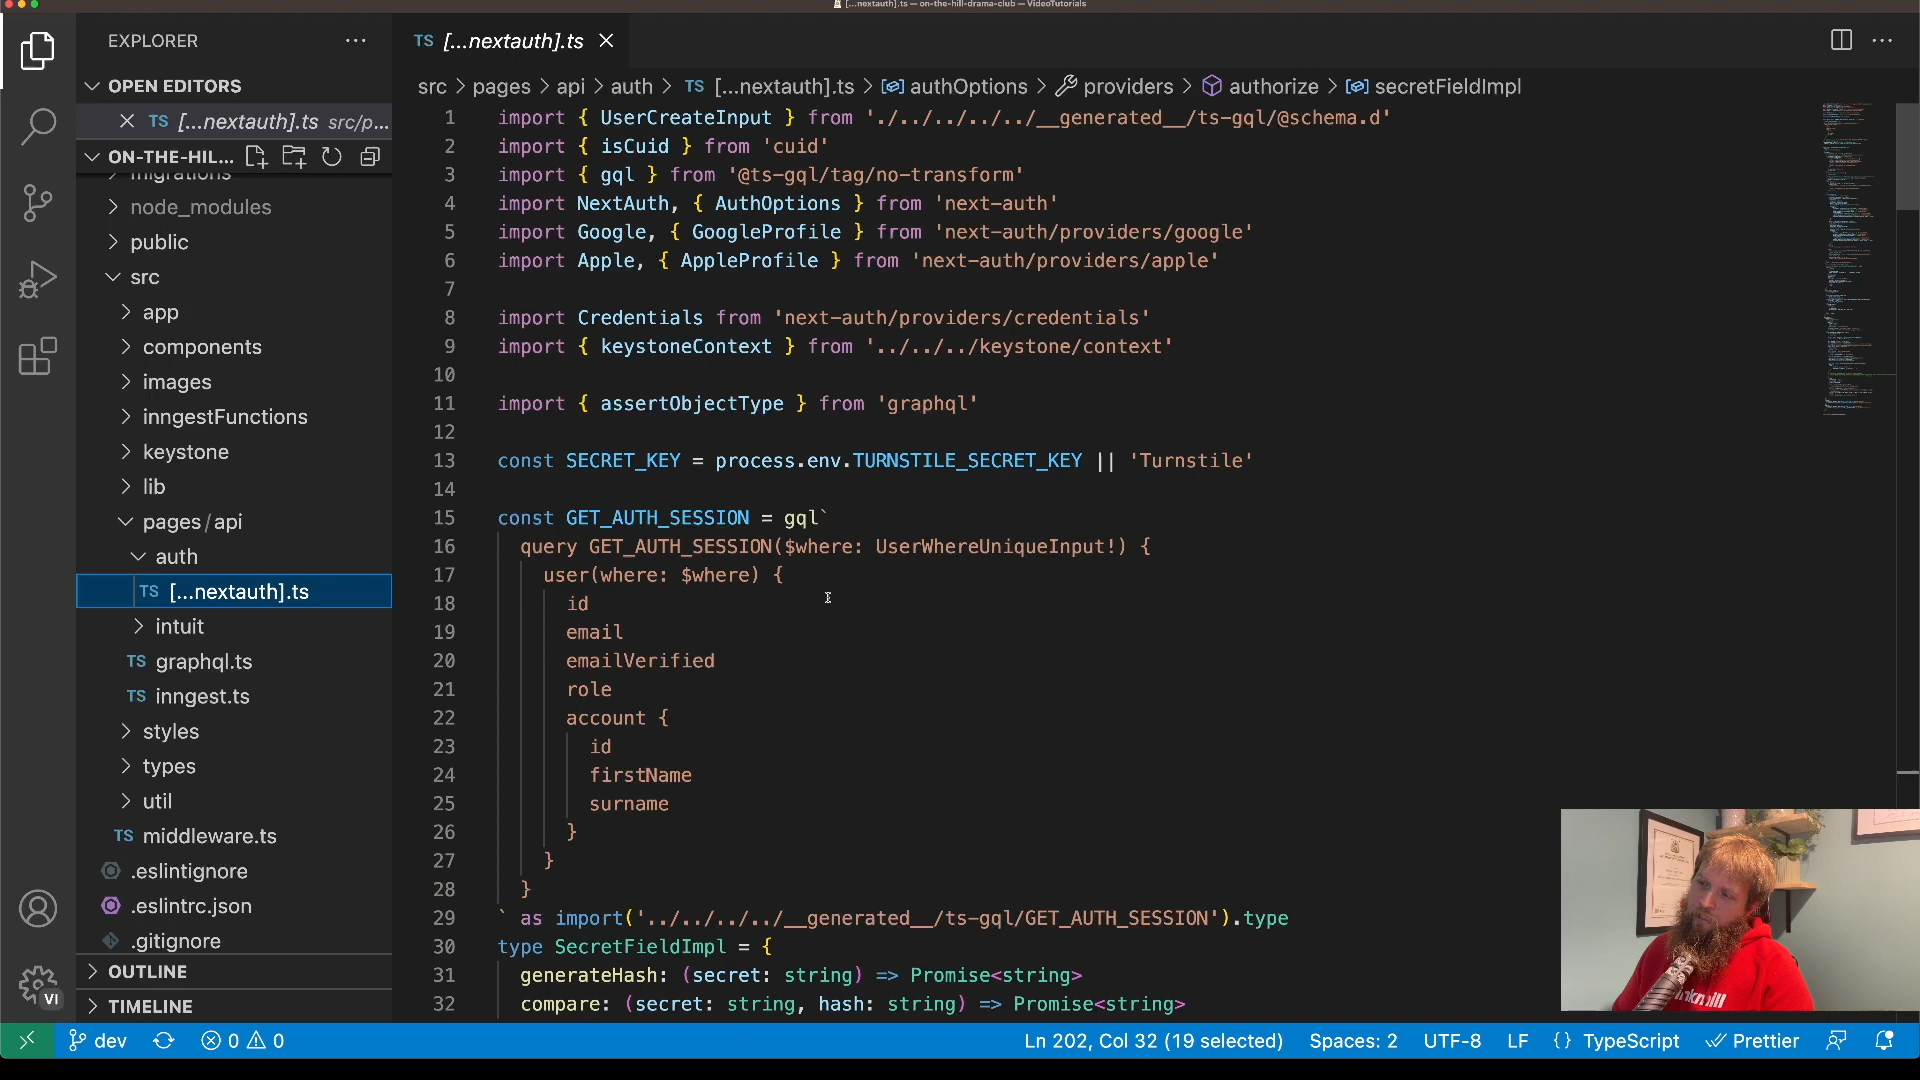 [...nextauth].ts — on-the-hill-drama-club — VideoTutorials
EXPLORER
OPEN EDITORS
[...nextauth].ts src/p...
ON-THE-HIL...
migrations
node_modules
public
src
app
components
images
inngestFunctions
keystone
lib
pages/api
auth
TS [...nextauth].ts
intuit
TS graphql.ts
TS inngest.ts
styles
types
util
TS middleware.ts
.eslintignore
.eslintrc.json
.gitignore
OUTLINE
TIMELINE
VI
TS [...nextauth].ts
src > pages > api > auth > TS [...nextauth].ts > authOptions > providers > authorize > secretFieldImpl
1 import { UserCreateInput } from './../../../../__generated__/ts-gql/@schema.d'
2 import { isCuid } from 'cuid'
3 import { gql } from '@ts-gql/tag/no-transform'
4 import NextAuth, { AuthOptions } from 'next-auth'
5 import Google, { GoogleProfile } from 'next-auth/providers/google'
6 import Apple, { AppleProfile } from 'next-auth/providers/apple'
7
8 import Credentials from 'next-auth/providers/credentials'
9 import { keystoneContext } from '../../../keystone/context'
10
11 import { assertObjectType } from 'graphql'
12
13 const SECRET_KEY = process.env.TURNSTILE_SECRET_KEY || 'Turnstile'
14
15 const GET_AUTH_SESSION = gql`
16 query GET_AUTH_SESSION($where: UserWhereUniqueInput!) {
17 user(where: $where) {
18 id
19 email
20 emailVerified
21 role
22 account {
23 id
24 firstName
25 surname
26 }
27 }
28 }
29 ` as import('../../../../__generated__/ts-gql/GET_AUTH_SESSION').type
30 type SecretFieldImpl = {
31 generateHash: (secret: string) => Promise<string>
32 compare: (secret: string, hash: string) => Promise<string>
dev 0 0 Ln 202, Col 32 (19 selected) Spaces: 2 UTF-8 LF {} TypeScript Prettier